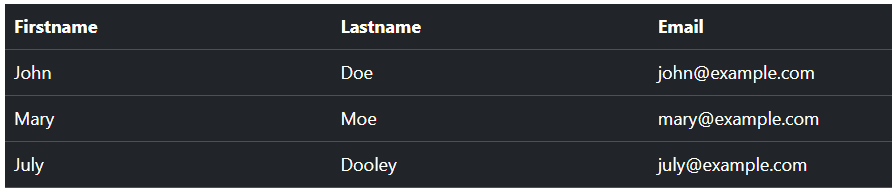 Firstname Lastname Email
John Doe john@example.com
Mary Moe mary@example.com
July Dooley july@example.com